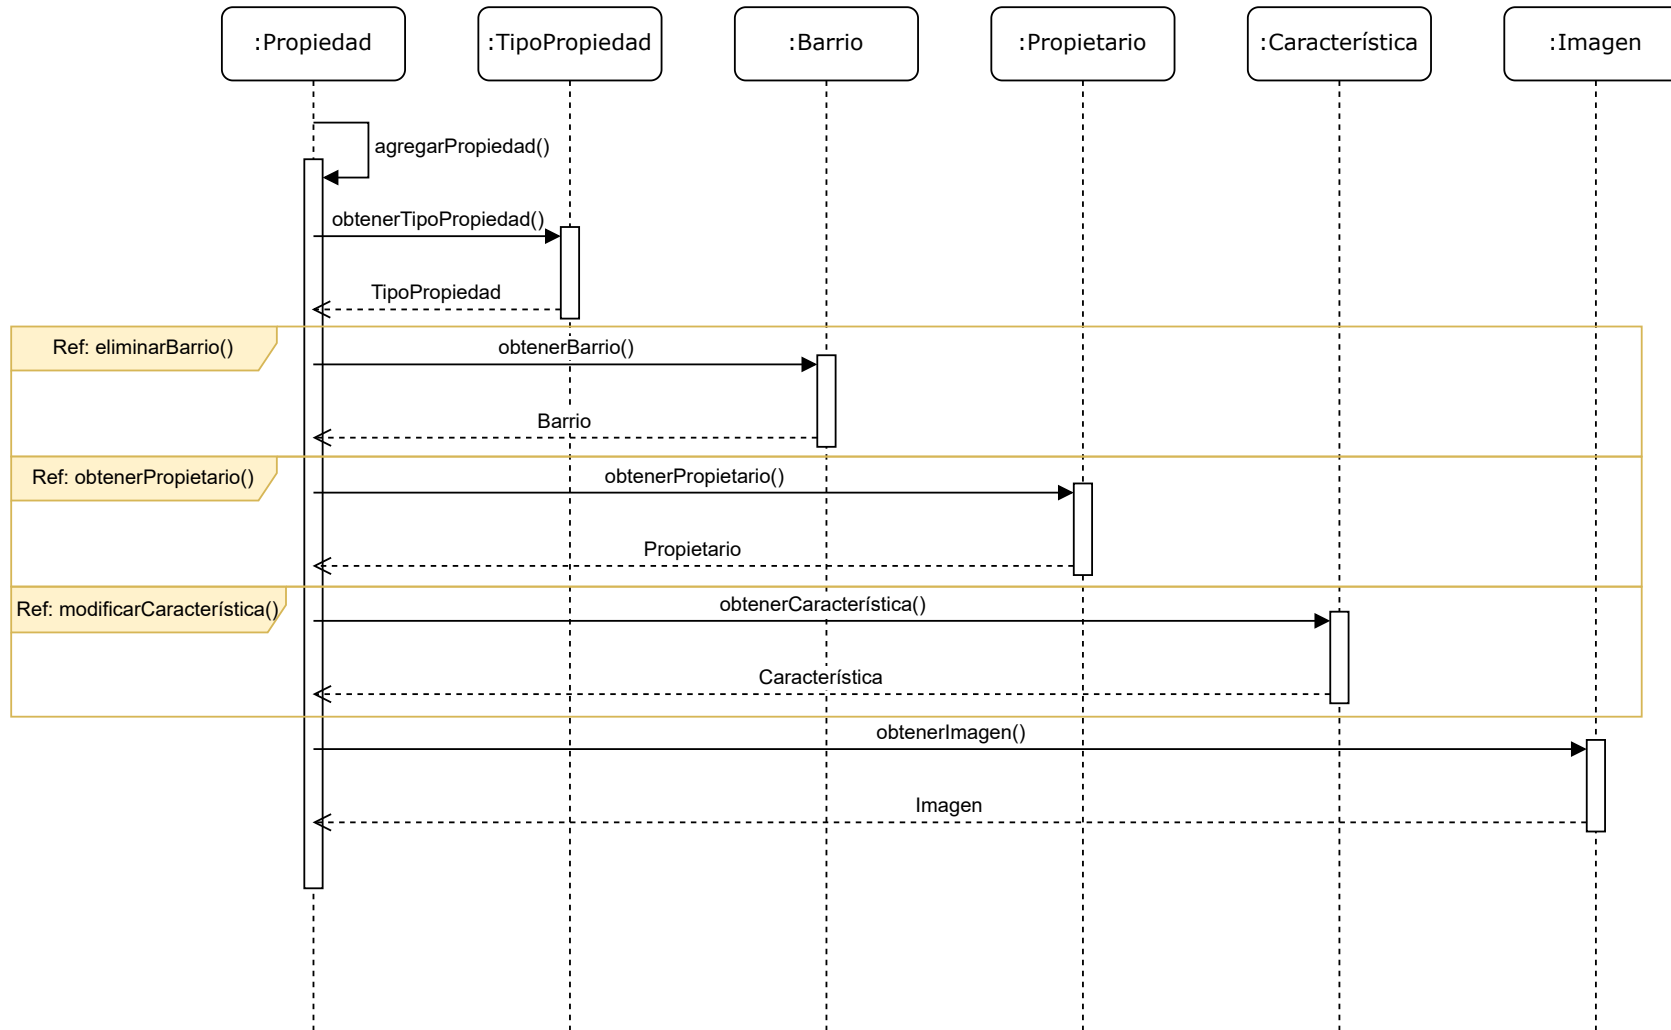 :Propiedad
:TipoPropiedad
:Barrio
:Propietario
:Característica
:Imagen
agregarPropiedad()
obtenerTipoPropiedad()
TipoPropiedad
Ref: eliminarBarrio()
obtenerBarrio()
Barrio
Ref: obtenerPropietario()
obtenerPropietario()
Propietario
Ref: modificarCaracterística()
obtenerCaracterística()
Característica
obtenerImagen()
Imagen